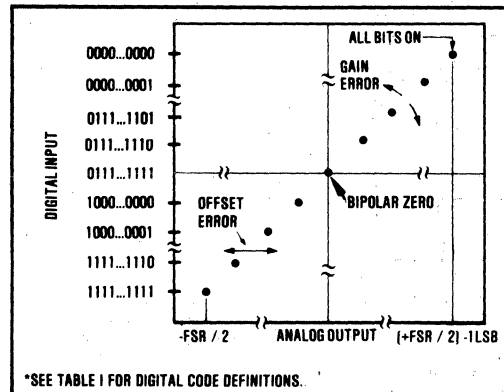 ALL BITS ON
GAIN
ERROR
DIGITAL INPUT
0000...0000
0000...0001
0111...1101
0111...1110
0111...1111
1000...0000
1000...0001
1111...1110
1111...1111
OFFSET
ERROR
BIPOLAR ZERO
-FSR / 2
ANALOG OUTPUT
(+FSR / 2) -1LSB
*SEE TABLE I FOR DIGITAL CODE DEFINITIONS.